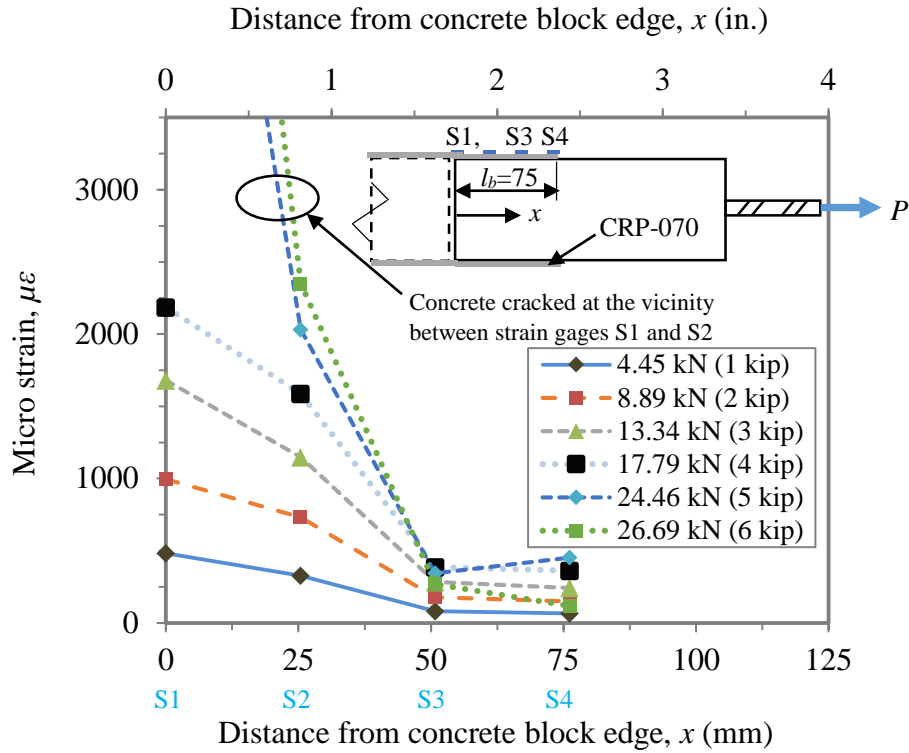 Distance from concrete block edge, x (in.)
0 1 2 3 4
3000
2000
1000
0
Micro strain, με
S1, S3 S4
l_b=75
x
P
CRP-070
Concrete cracked at the vicinity
between strain gages S1 and S2
4.45 kN (1 kip)
8.89 kN (2 kip)
13.34 kN (3 kip)
17.79 kN (4 kip)
24.46 kN (5 kip)
26.69 kN (6 kip)
0 25 50 75 100 125
S1 S2 S3 S4
Distance from concrete block edge, x (mm)